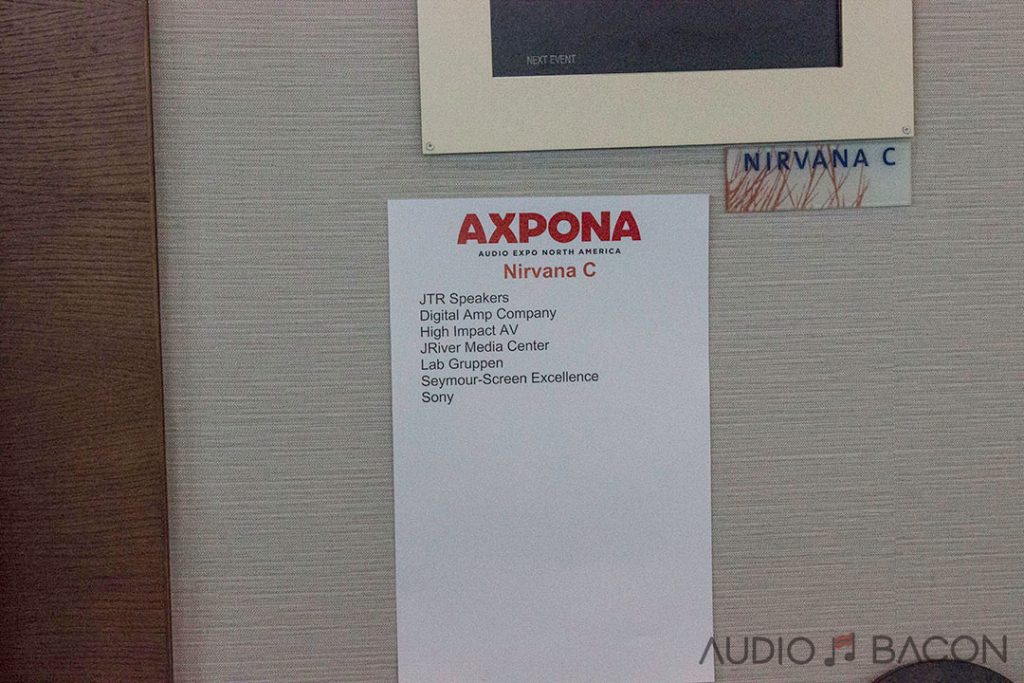 NEXT EVENT
NIRVANA C
AXPONA
AUDIO EXPO NORTH AMERICA
Nirvana C
JTR Speakers
Digital Amp Company
High Impact AV
JRiver Media Center
Lab Gruppen
Seymour-Screen Excellence
Sony
AUDIO BACON